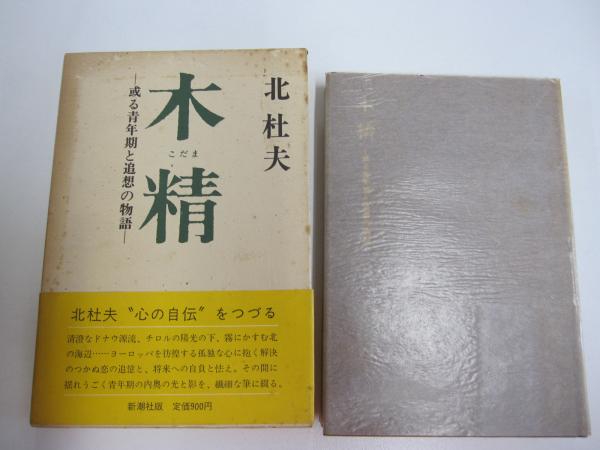 北杜夫
木精
こだま
―或る青年期と追想の物語―
北杜夫〝心の自伝〟をつづる
清澄なドナウ源流、チロルの陽光の下、霧にかすむ北
の海辺……ヨーロッパを彷徨する孤独な心に抱く解決
のつかぬ恋の追憶と、将来への自負と怯え。その間に
揺れうごく青年期の内奥の光と影を、繊細な筆に綴る。
新潮社版 定価900円